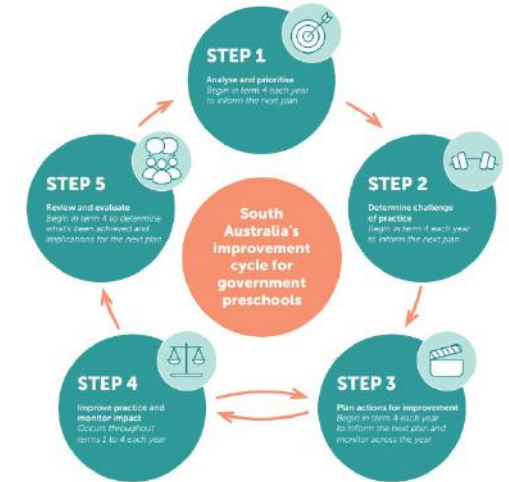 STEP 1
Analyse and prioritise
Begin in term 4 each year
to inform the next plan
STEP 2
Determine challenge
of practice
Begin in term 4 each year
to inform the next plan
STEP 3
Plan actions for improvement
Begin in term 4 each year
to inform the next plan and
monitor across the year
STEP 4
Improve practice and
monitor impact
Occurs throughout
terms 1 to 4 each year
STEP 5
Review and evaluate
Begin in term 4 to determine
what's been achieved and
implications for the next plan
South
Australia's
improvement
cycle for
government
preschools